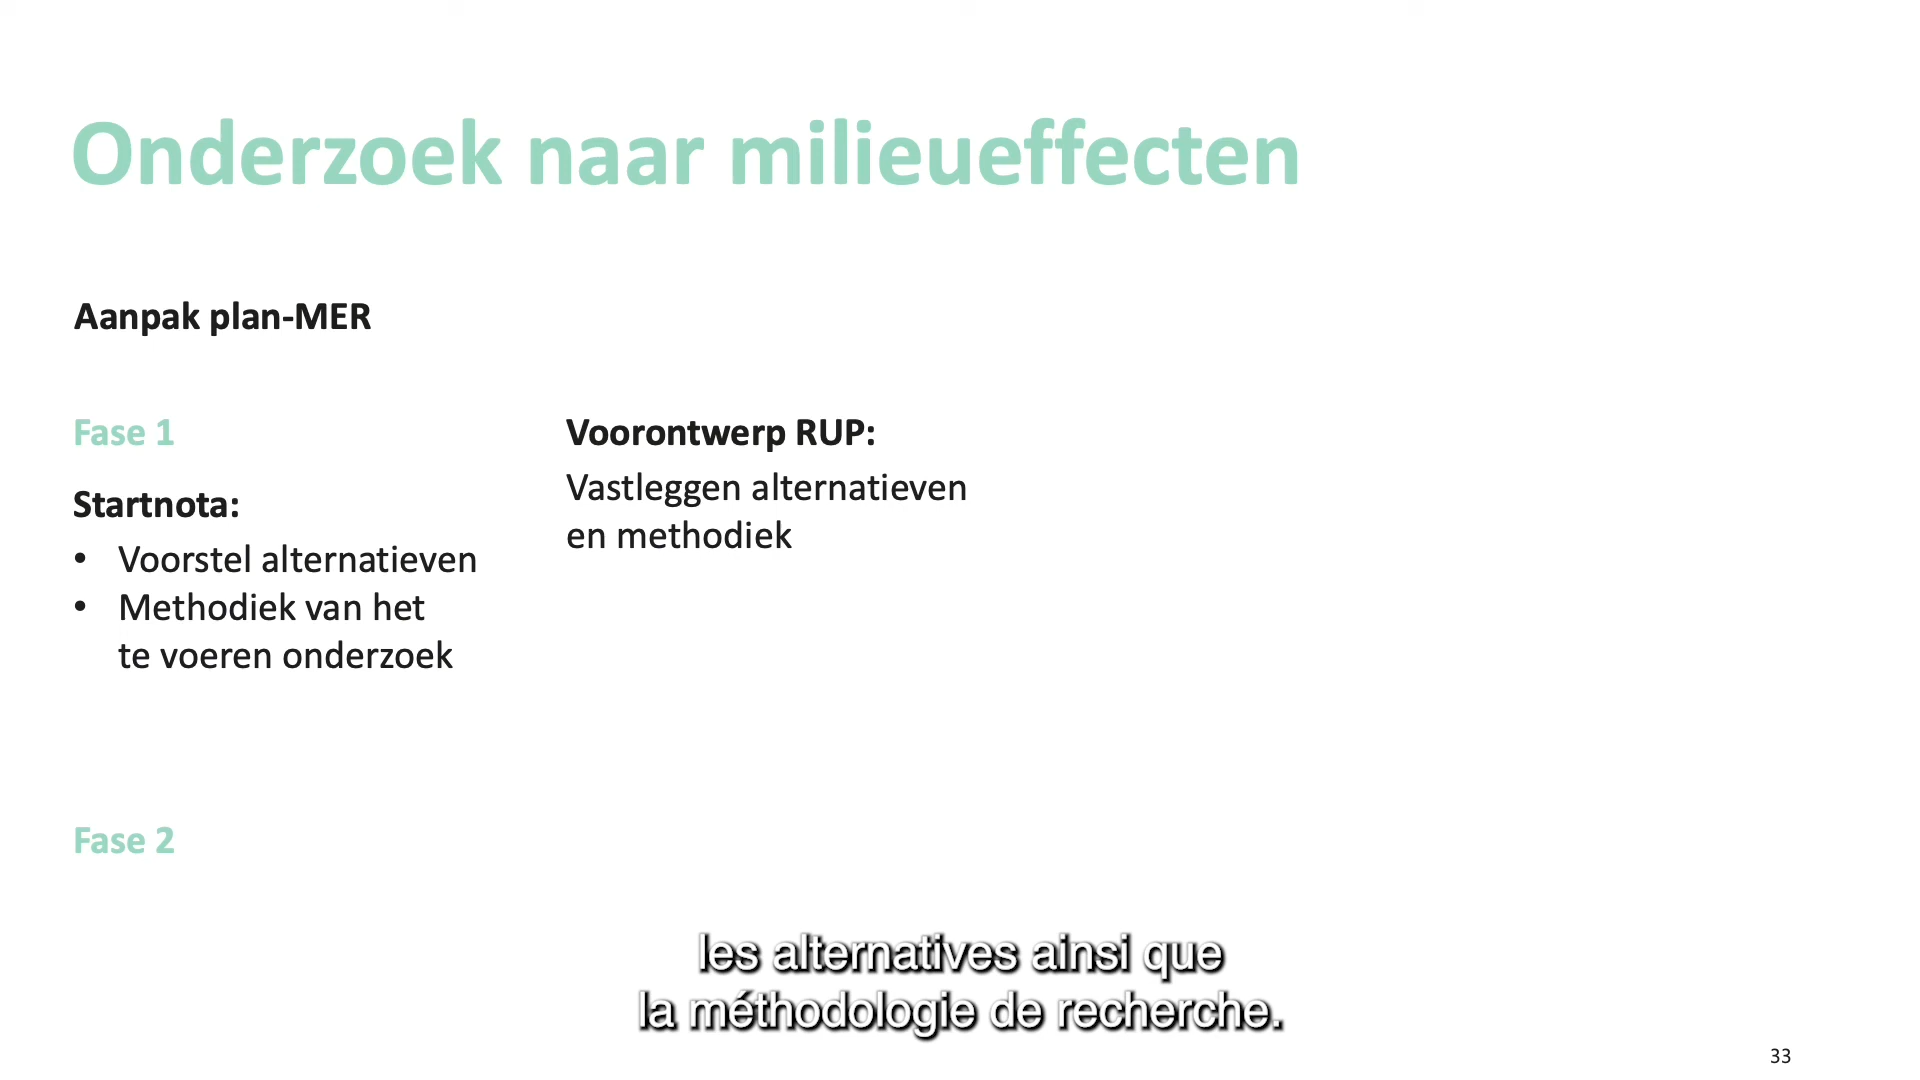 Onderzoek naar milieueffecten
Aanpak plan-MER
Fase 1
Startnota:
• Voorstel alternatieven
• Methodiek van het
te voeren onderzoek
Voorontwerp RUP:
Vastleggen alternatieven
en methodiek
Fase 2
les alternatives ainsi que
la méthodologie de recherche.
33